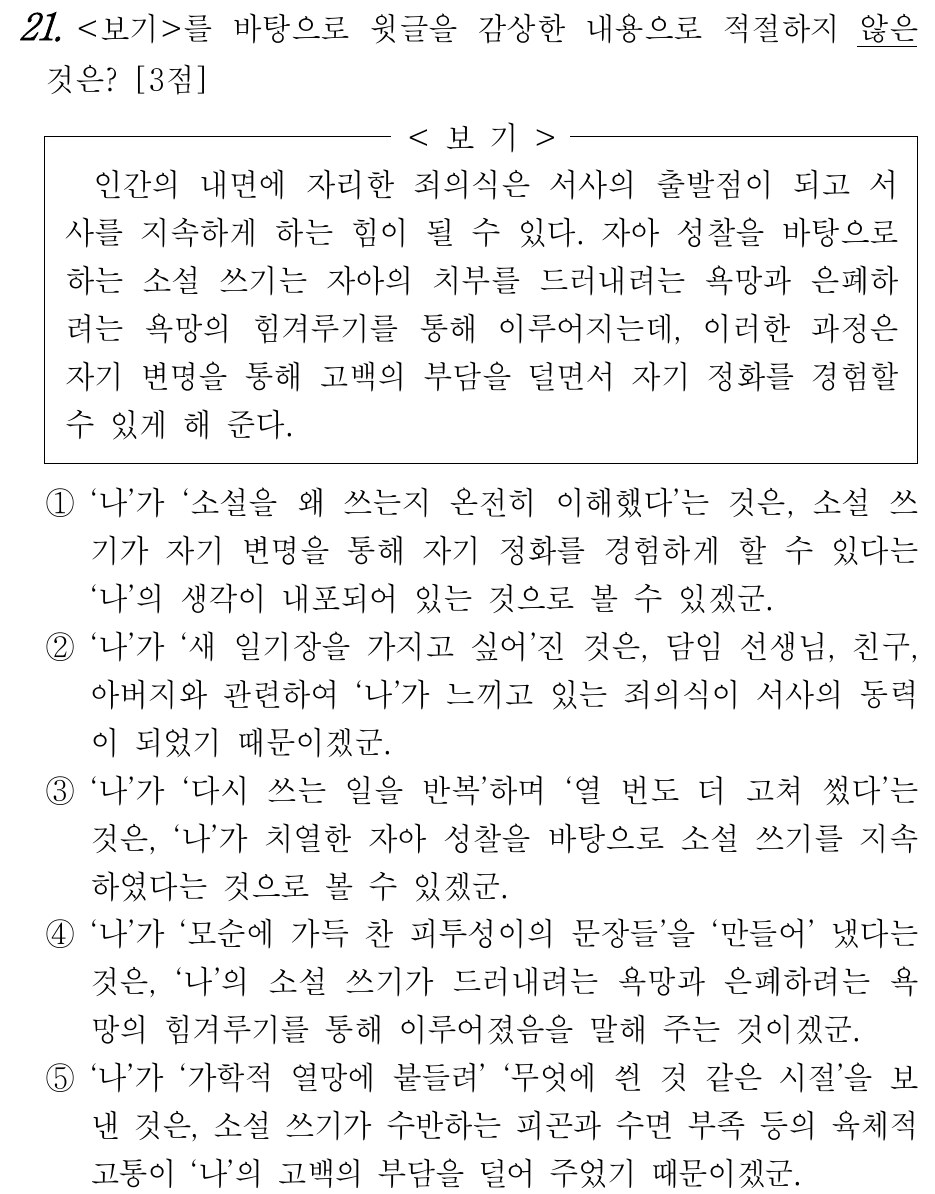 21. <보기>를 바탕으로 윗글을 감상한 내용으로 적절하지 않은
것은? [3점]
< 보 기 >
인간의 내면에 자리한 죄의식은 서사의 출발점이 되고 서
사를 지속하게 하는 힘이 될 수 있다. 자아 성찰을 바탕으로
하는 소설 쓰기는 자아의 치부를 드러내려는 욕망과 은폐하
려는 욕망의 힘겨루기를 통해 이루어지는데, 이러한 과정은
자기 변명을 통해 고백의 부담을 덜면서 자기 정화를 경험할
수 있게 해 준다.
① ‘나’가 ‘소설을 왜 쓰는지 온전히 이해했다’는 것은, 소설 쓰
기가 자기 변명을 통해 자기 정화를 경험하게 할 수 있다는
‘나’의 생각이 내포되어 있는 것으로 볼 수 있겠군.
② ‘나’가 ‘새 일기장을 가지고 싶어’진 것은, 담임 선생님, 친구,
아버지와 관련하여 ‘나’가 느끼고 있는 죄의식이 서사의 동력
이 되었기 때문이겠군.
③ ‘나’가 ‘다시 쓰는 일을 반복’하며 ‘열 번도 더 고쳐 썼다’는
것은, ‘나’가 치열한 자아 성찰을 바탕으로 소설 쓰기를 지속
하였다는 것으로 볼 수 있겠군.
④ ‘나’가 ‘모순에 가득 찬 피투성이의 문장들’을 ‘만들어’ 냈다는
것은, ‘나’의 소설 쓰기가 드러내려는 욕망과 은폐하려는 욕
망의 힘겨루기를 통해 이루어졌음을 말해 주는 것이겠군.
⑤ ‘나’가 ‘가학적 열망에 붙들려’ ‘무엇에 씐 것 같은 시절’을 보
낸 것은, 소설 쓰기가 수반하는 피곤과 수면 부족 등의 육체적
고통이 ‘나’의 고백의 부담을 덜어 주었기 때문이겠군.